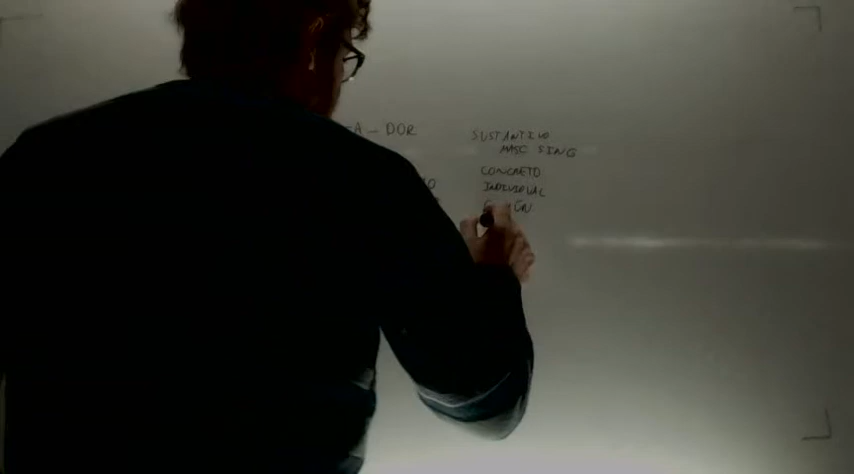 A - DOR
SUSTANTIVO
MASC SING
CONCRETO
INDIVIDUAL